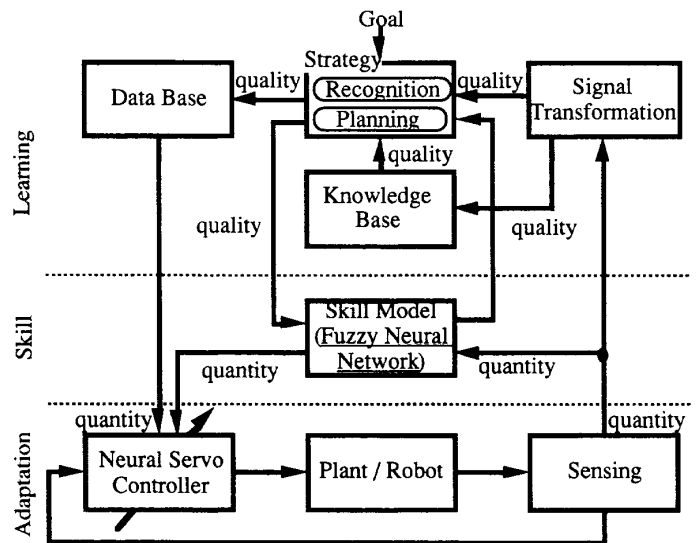 Goal
Strategy
Recognition
Planning
quality
quality
Data Base
Signal
Transformation
quality
Knowledge
Base
quality
quality
Learning
Skill Model
(Fuzzy Neural
Network)
quantity
quantity
Skill
quantity
quantity
Neural Servo
Controller
Plant / Robot
Sensing
Adaptation